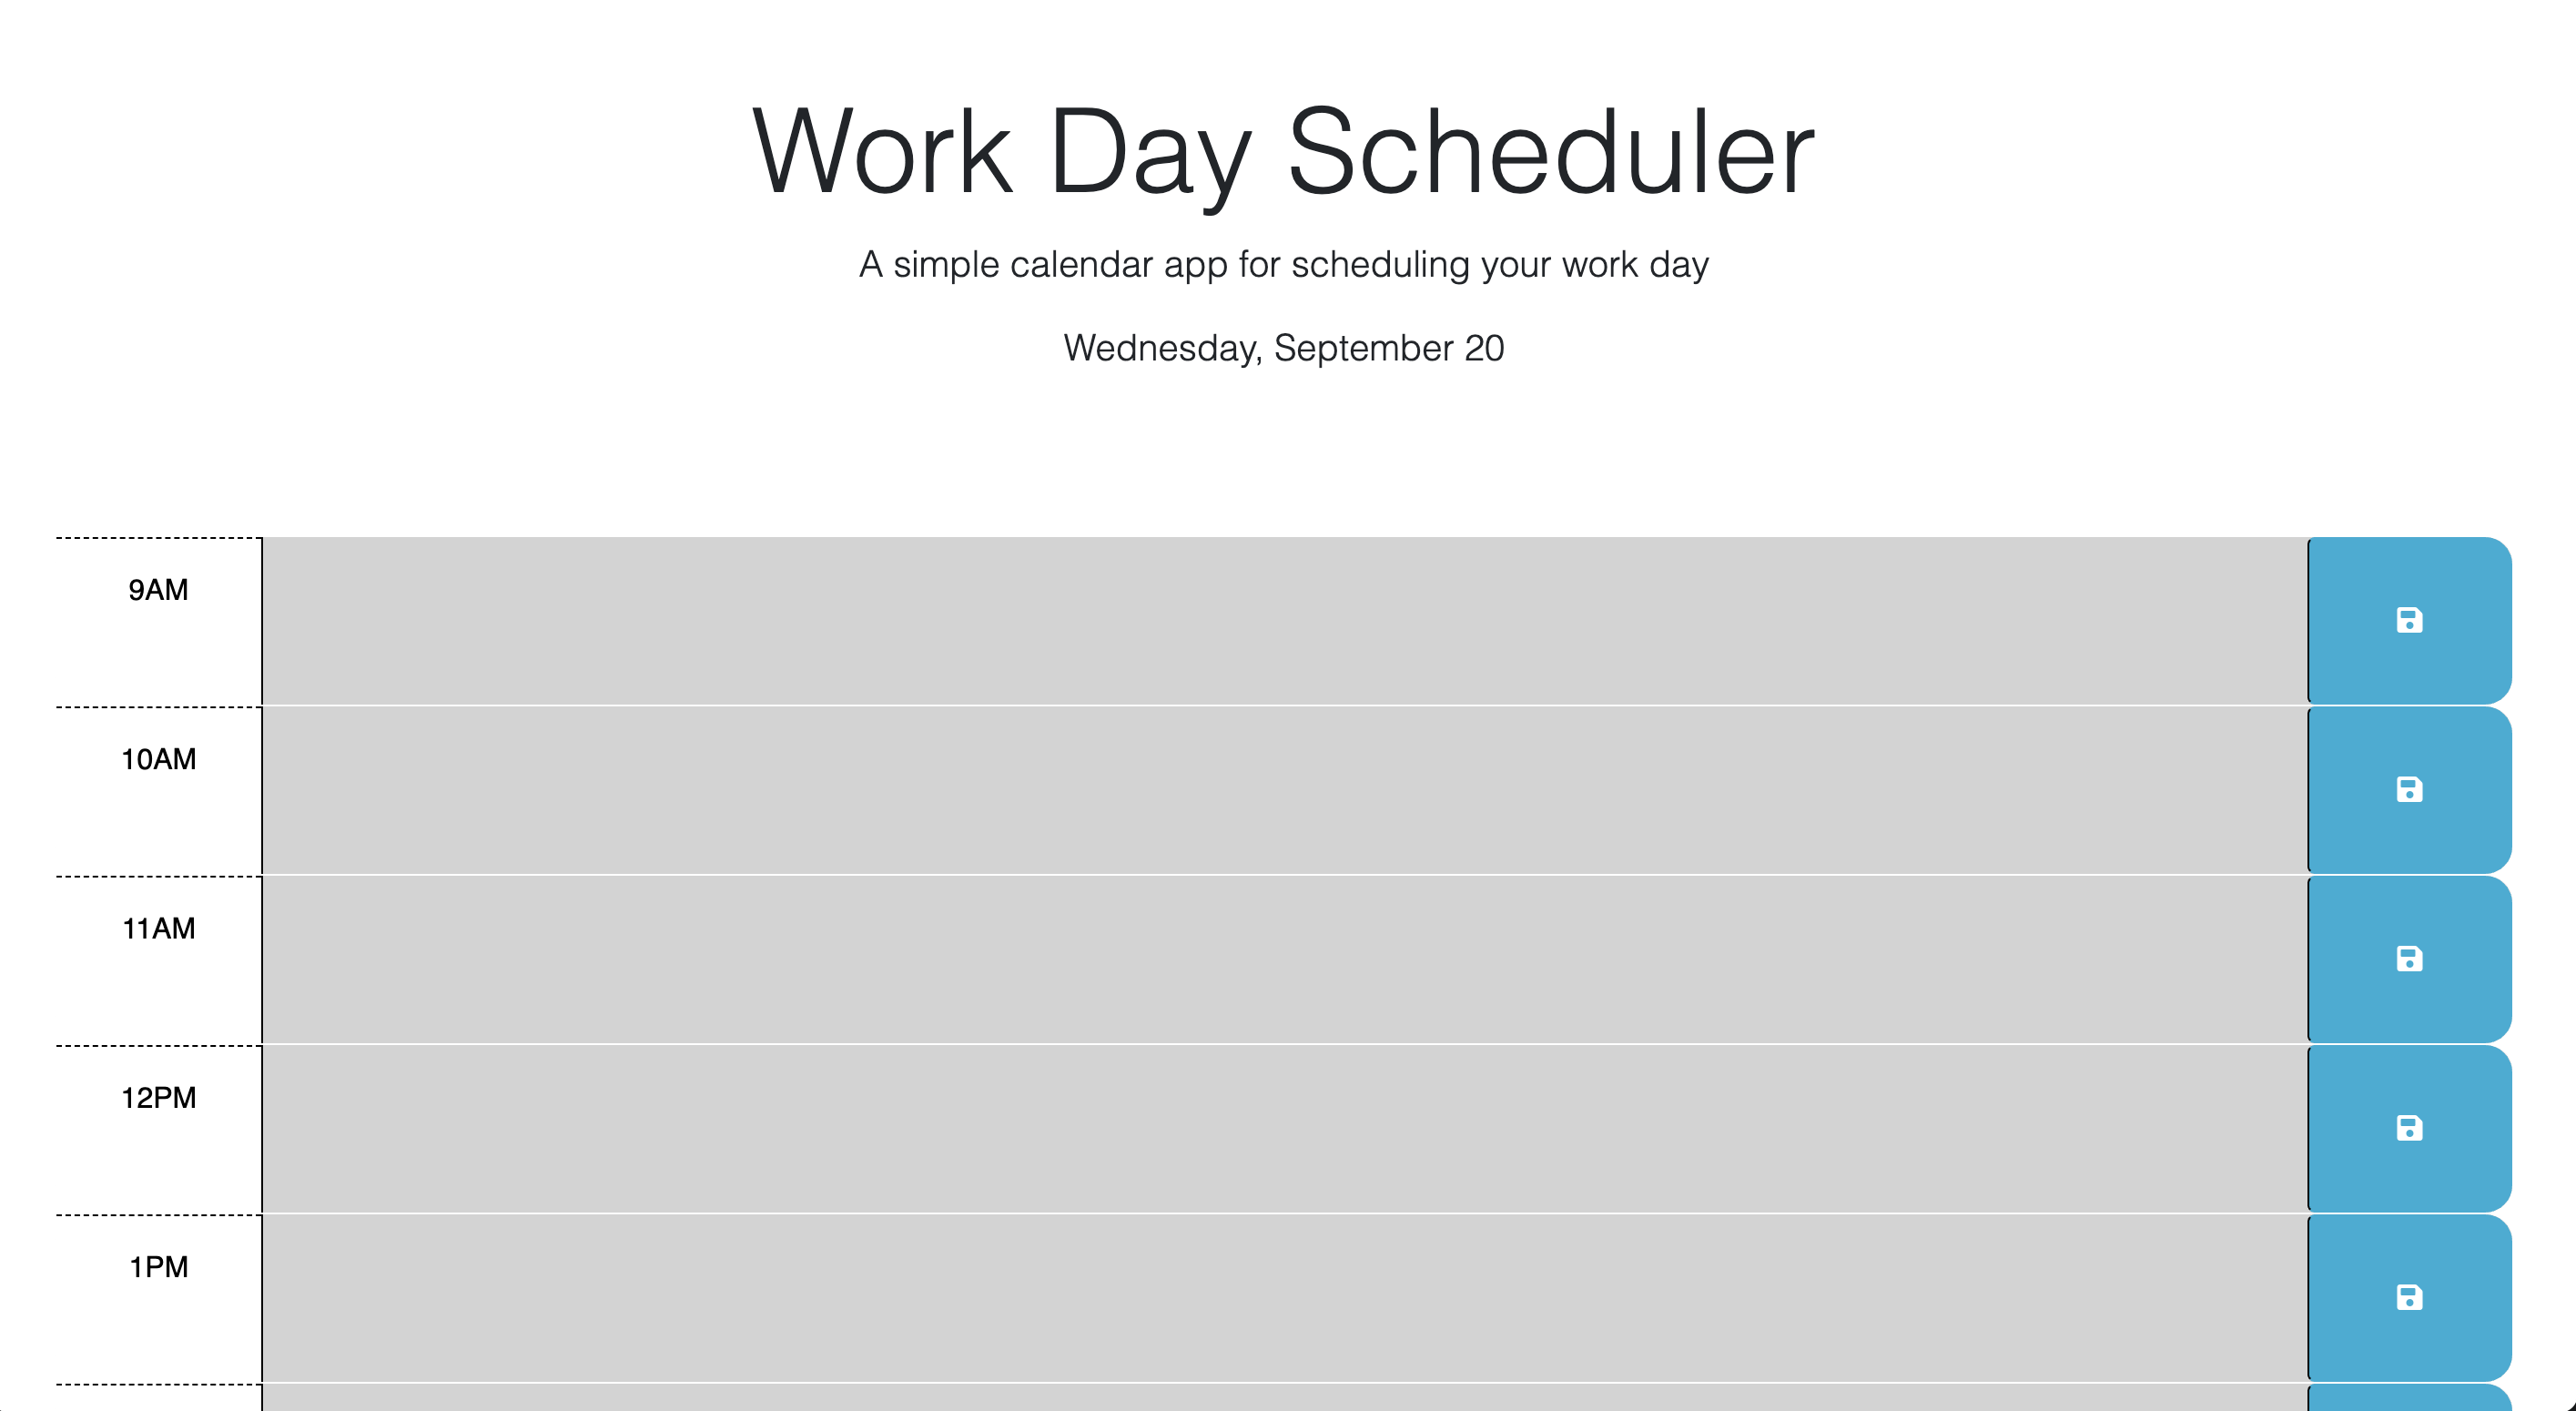 Work Day Scheduler
A simple calendar app for scheduling your work day
Wednesday, September 20
9AM
10AM
11AM
12PM
1PM